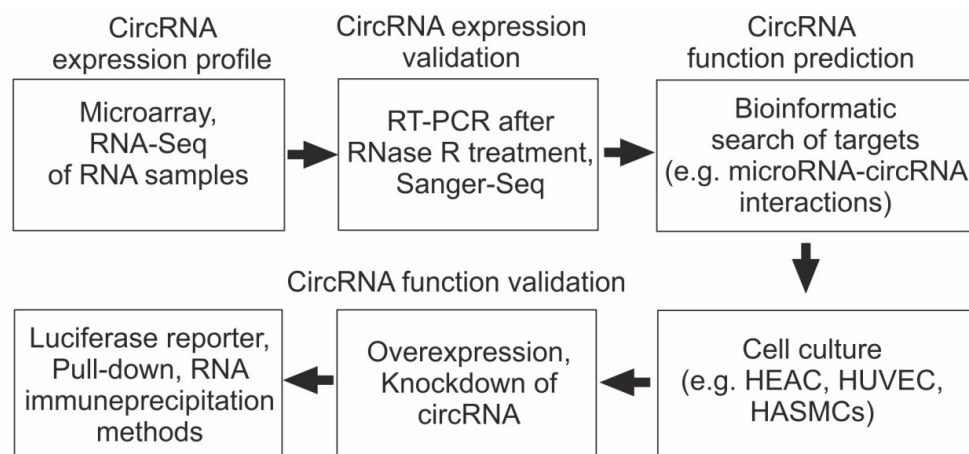 CircRNA
expression profile
Microarray,
RNA-Seq
of RNA samples
CircRNA expression
validation
RT-PCR after
RNase R treatment,
Sanger-Seq
CircRNA
function prediction
Bioinformatic
search of targets
(e.g. microRNA-circRNA
interactions)
CircRNA function validation
Luciferase reporter,
Pull-down, RNA
immuneprecipitation
methods
Overexpression,
Knockdown of
circRNA
Cell culture
(e.g. HEAC, HUVEC,
HASMCs)